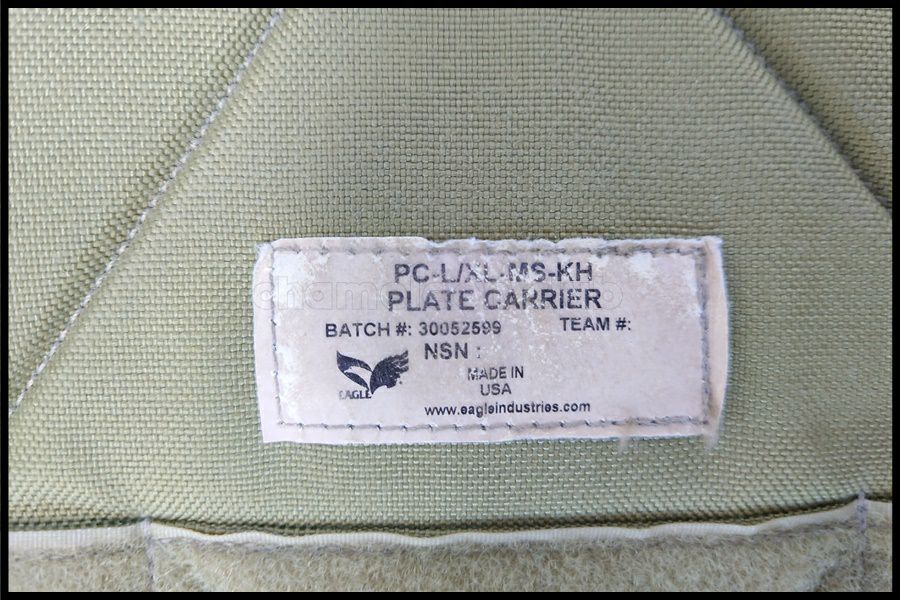 PC-L/XL-MS-KH
PLATE CARRIER
BATCH #: 30052599 TEAM #:
NSN :
EAGLE
MADE IN
USA
www.eagleindustries.com